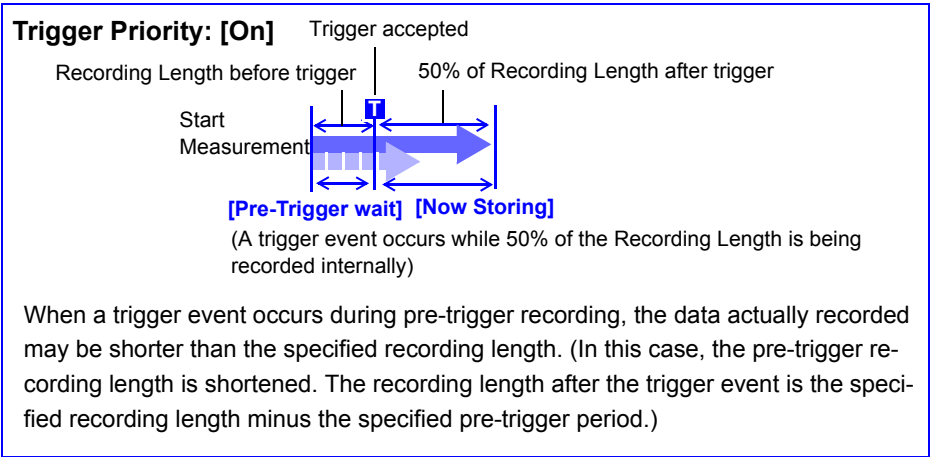 Trigger Priority: [On]
Trigger accepted
Recording Length before trigger
50% of Recording Length after trigger
T
Start
Measurement
[Pre-Trigger wait]
[Now Storing]
(A trigger event occurs while 50% of the Recording Length is being
recorded internally)
When a trigger event occurs during pre-trigger recording, the data actually recorded
may be shorter than the specified recording length. (In this case, the pre-trigger re-
cording length is shortened. The recording length after the trigger event is the speci-
fied recording length minus the specified pre-trigger period.)